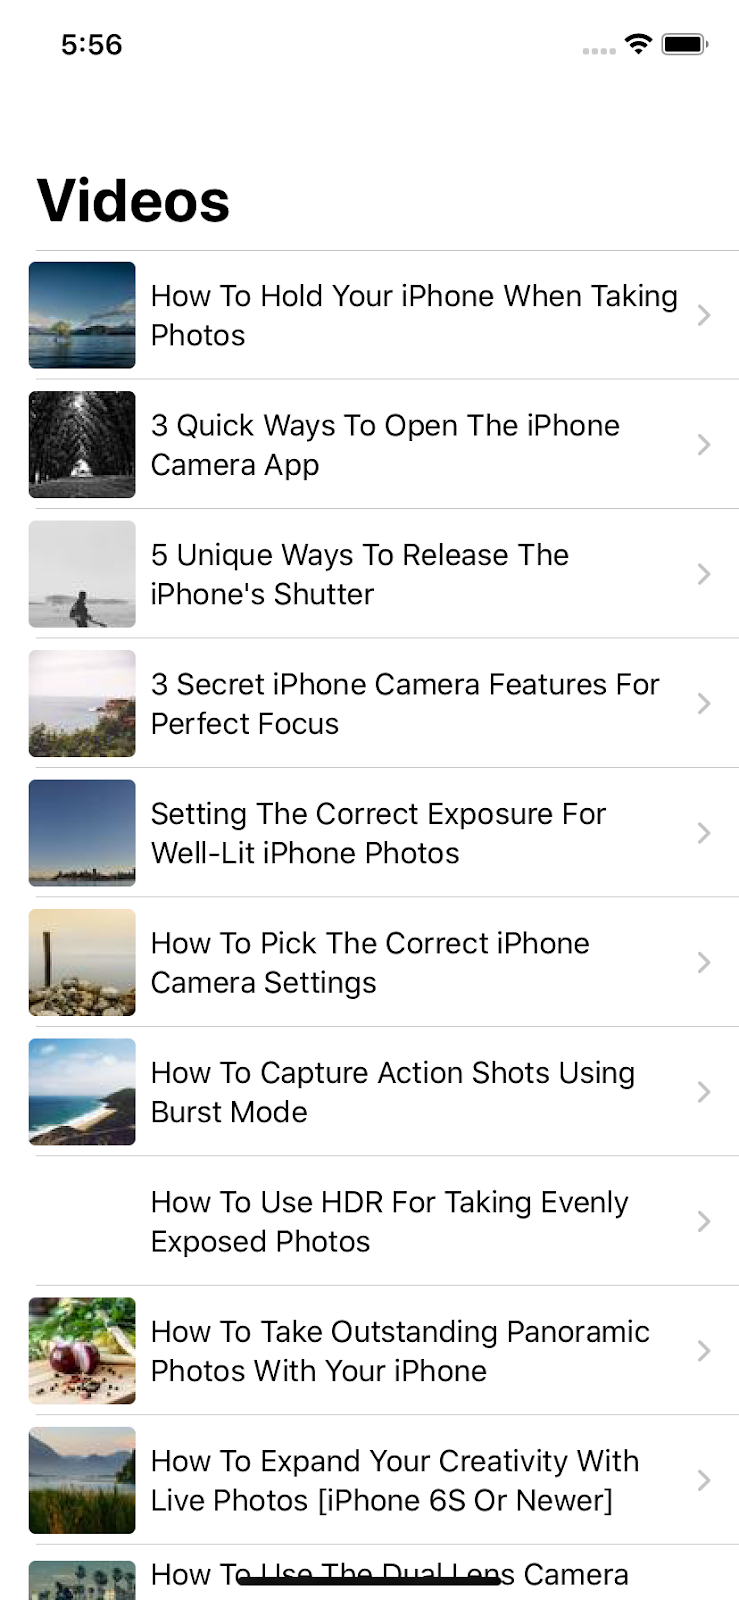 5:56
Videos
How To Hold Your iPhone When Taking
Photos
3 Quick Ways To Open The iPhone
Camera App
5 Unique Ways To Release The
iPhone's Shutter
3 Secret iPhone Camera Features For
Perfect Focus
Setting The Correct Exposure For
Well-Lit iPhone Photos
How To Pick The Correct iPhone
Camera Settings
How To Capture Action Shots Using
Burst Mode
How To Use HDR For Taking Evenly
Exposed Photos
How To Take Outstanding Panoramic
Photos With Your iPhone
How To Expand Your Creativity With
Live Photos [iPhone 6S Or Newer]
How To Use The Dual Lens Camera